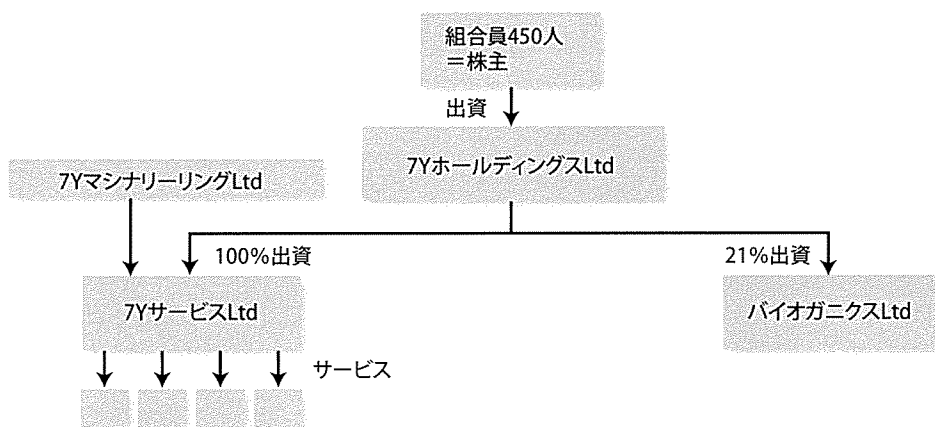 組合員450人
＝株主
出資
7YホールディングスLtd
7YマシナリーリングLtd
100%出資
21%出資
7YサービスLtd
バイオガニクスLtd
サービス